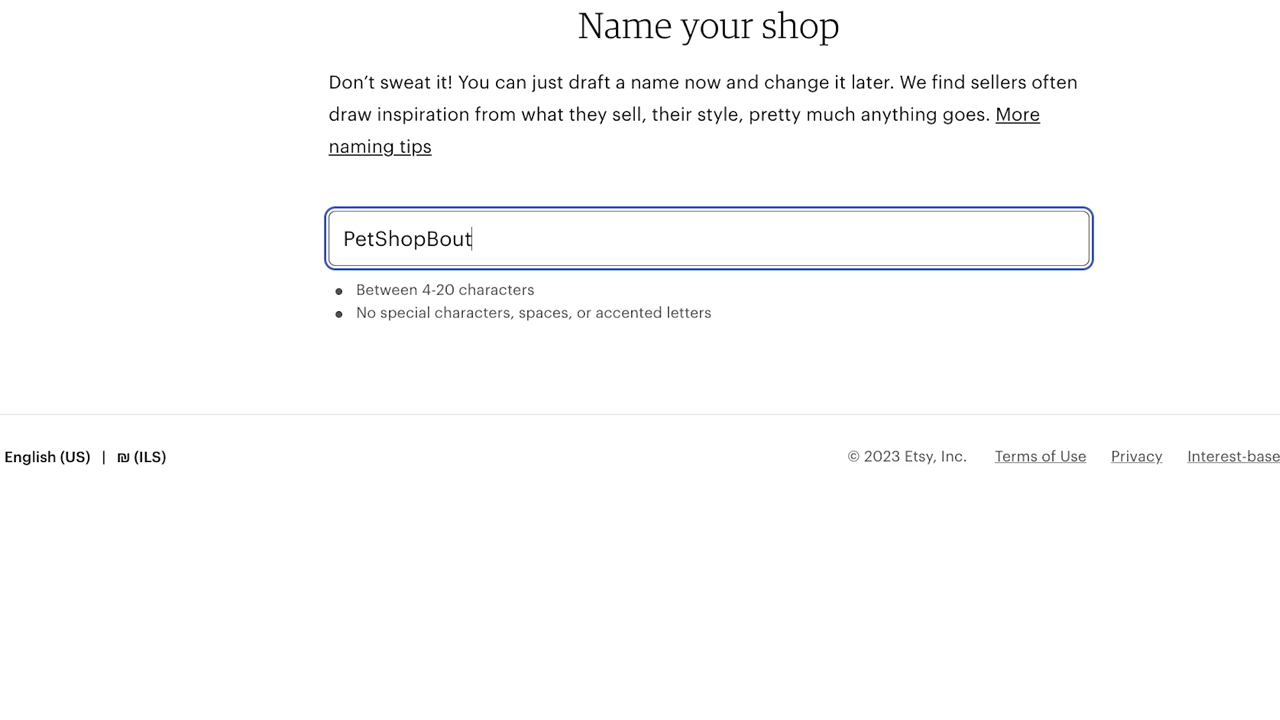 Name your shop
Don’t sweat it! You can just draft a name now and change it later. We find sellers often
draw inspiration from what they sell, their style, pretty much anything goes. More
naming tips
PetShopBout
• Between 4-20 characters
• No special characters, spaces, or accented letters
English (US) | ₪ (ILS)
© 2023 Etsy, Inc. Terms of Use Privacy Interest-base